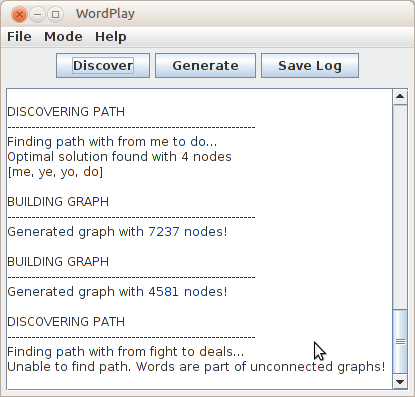 WordPlay
File Mode Help
Discover Generate Save Log
DISCOVERING PATH
--------------------------------------------------------------
Finding path with from me to do...
Optimal solution found with 4 nodes
[me, ye, yo, do]
BUILDING GRAPH
--------------------------------------------------------------
Generated graph with 7237 nodes!
BUILDING GRAPH
--------------------------------------------------------------
Generated graph with 4581 nodes!
DISCOVERING PATH
--------------------------------------------------------------
Finding path with from fight to deals...
Unable to find path. Words are part of unconnected graphs!